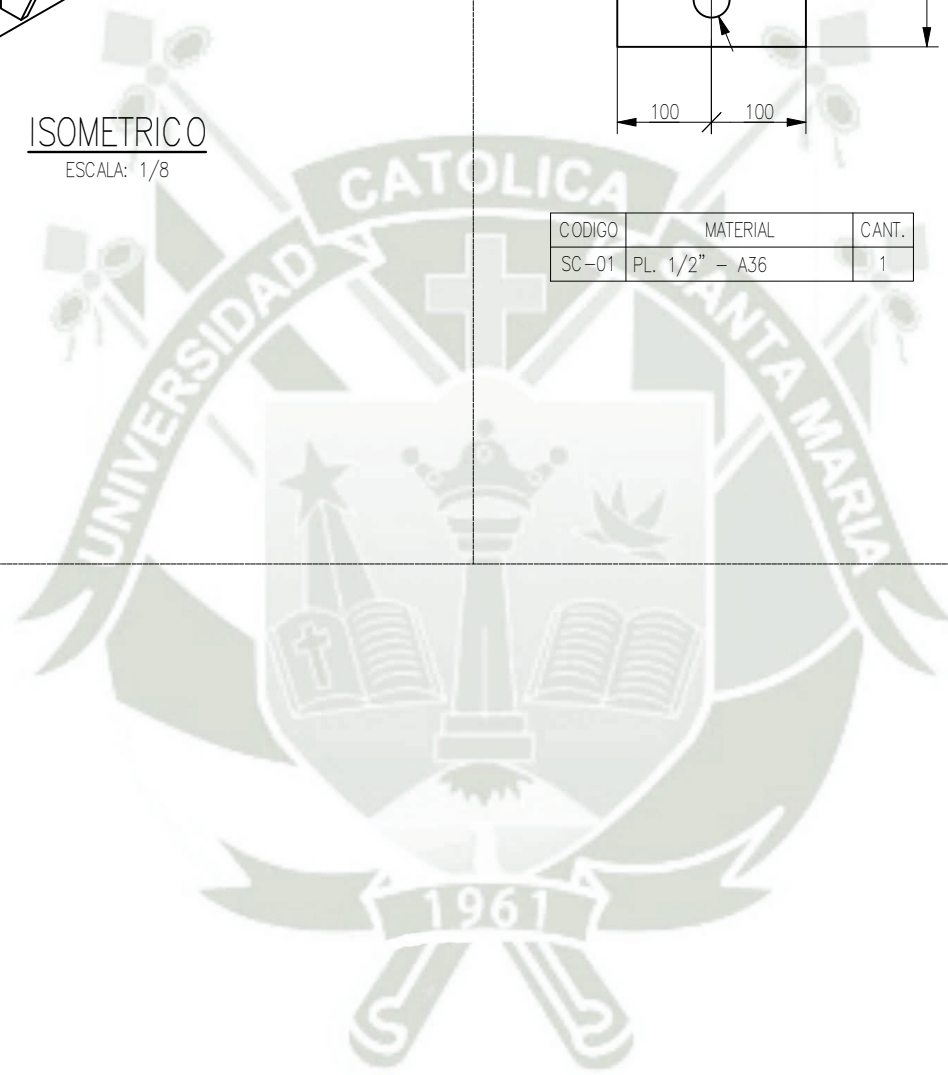 100 100
ISOMETRICO
ESCALA: 1/8
CODIGO MATERIAL CANT.
SC-01 PL. 1/2" - A36 1
UNIVERSIDAD CATOLICA SANTA MARIA
1961